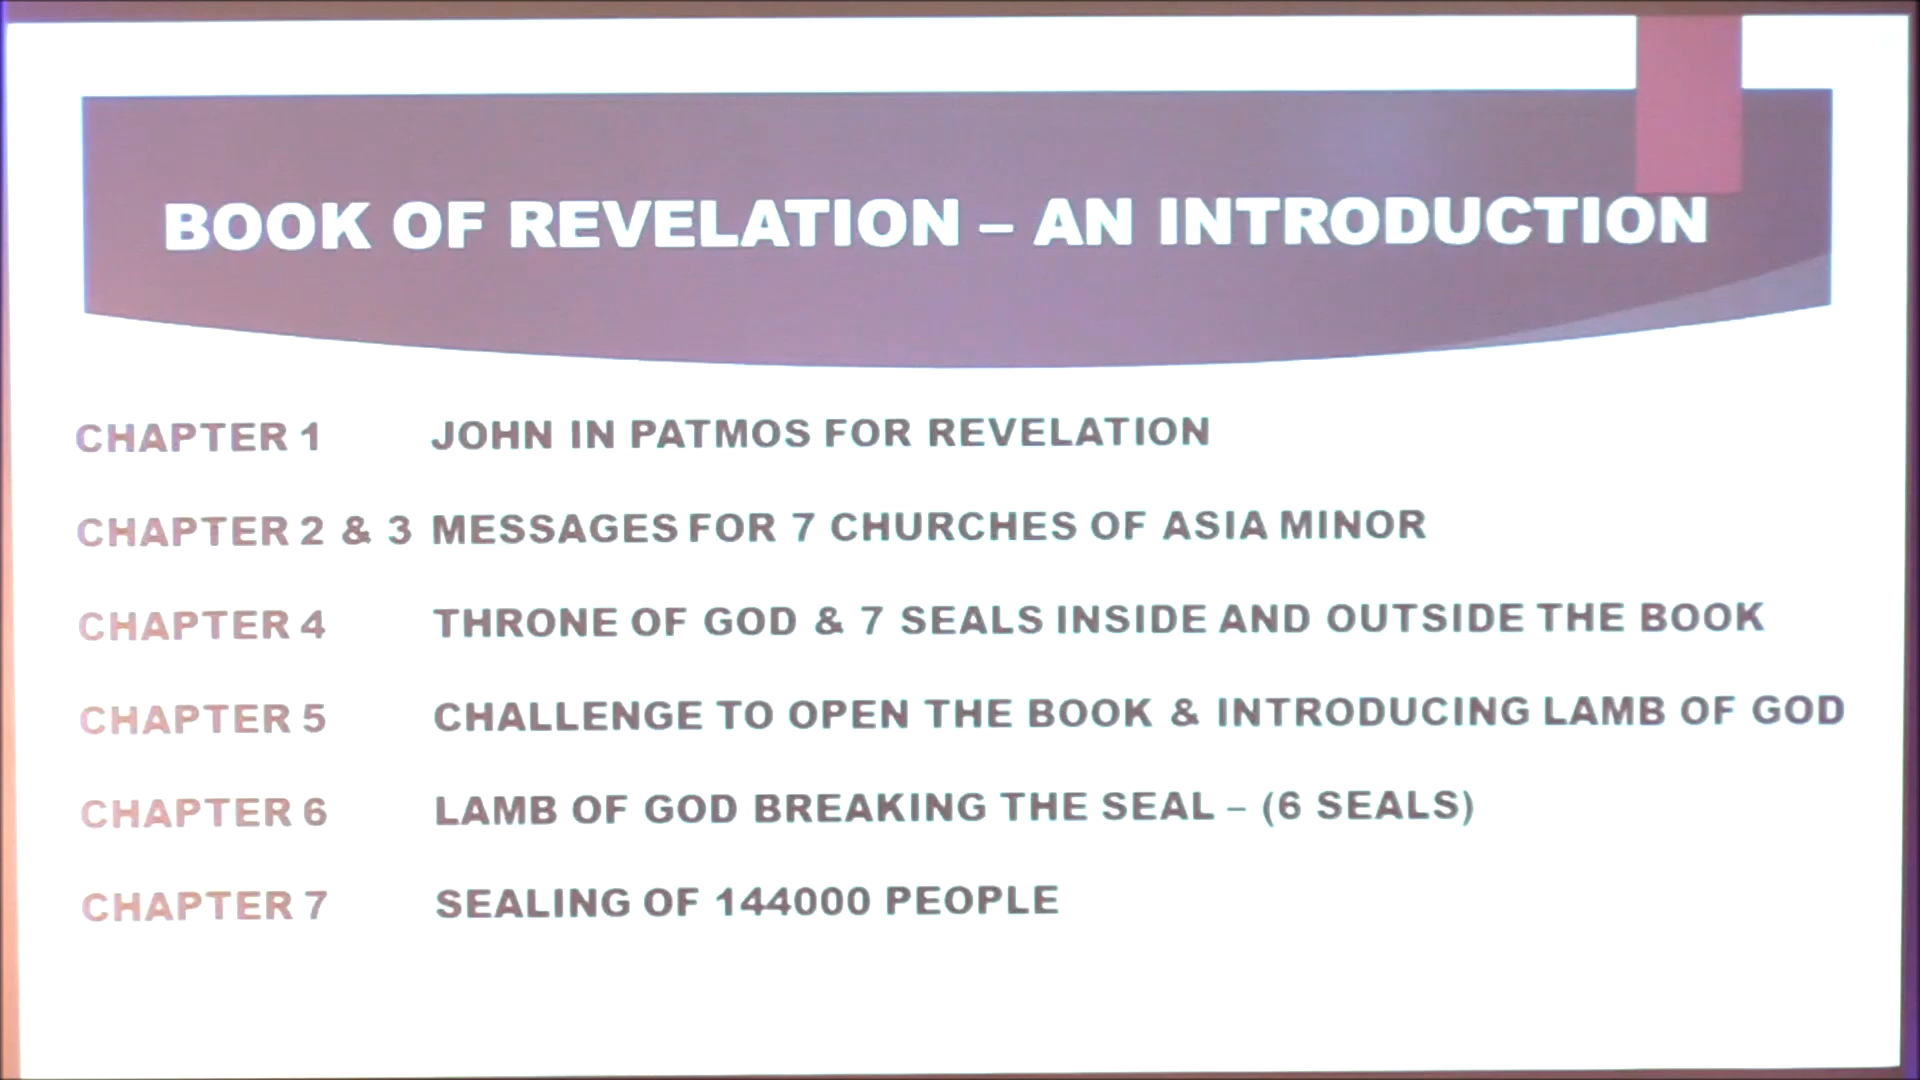 BOOK OF REVELATION – AN INTRODUCTION
CHAPTER 1 JOHN IN PATMOS FOR REVELATION
CHAPTER 2 & 3 MESSAGES FOR 7 CHURCHES OF ASIA MINOR
CHAPTER 4 THRONE OF GOD & 7 SEALS INSIDE AND OUTSIDE THE BOOK
CHAPTER 5 CHALLENGE TO OPEN THE BOOK & INTRODUCING LAMB OF GOD
CHAPTER 6 LAMB OF GOD BREAKING THE SEAL – (6 SEALS)
CHAPTER 7 SEALING OF 144000 PEOPLE